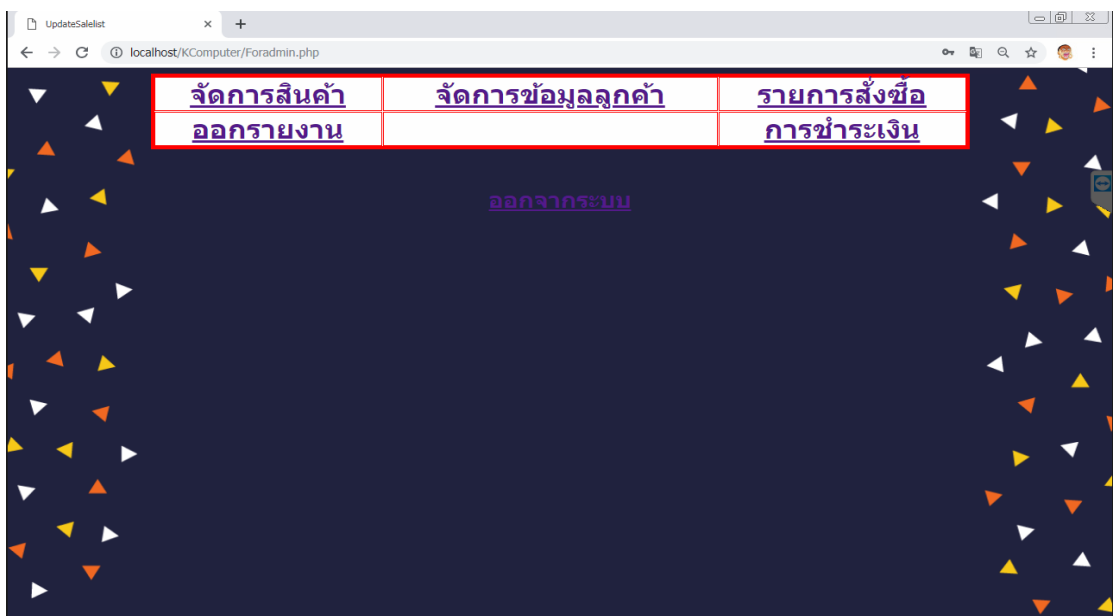 UpdateSalelist
localhost/KComputer/Foradmin.php
จัดการสินค้า จัดการข้อมูลลูกค้า รายการสั่งซื้อ
ออกรายงาน การชำระเงิน
ออกจากระบบ